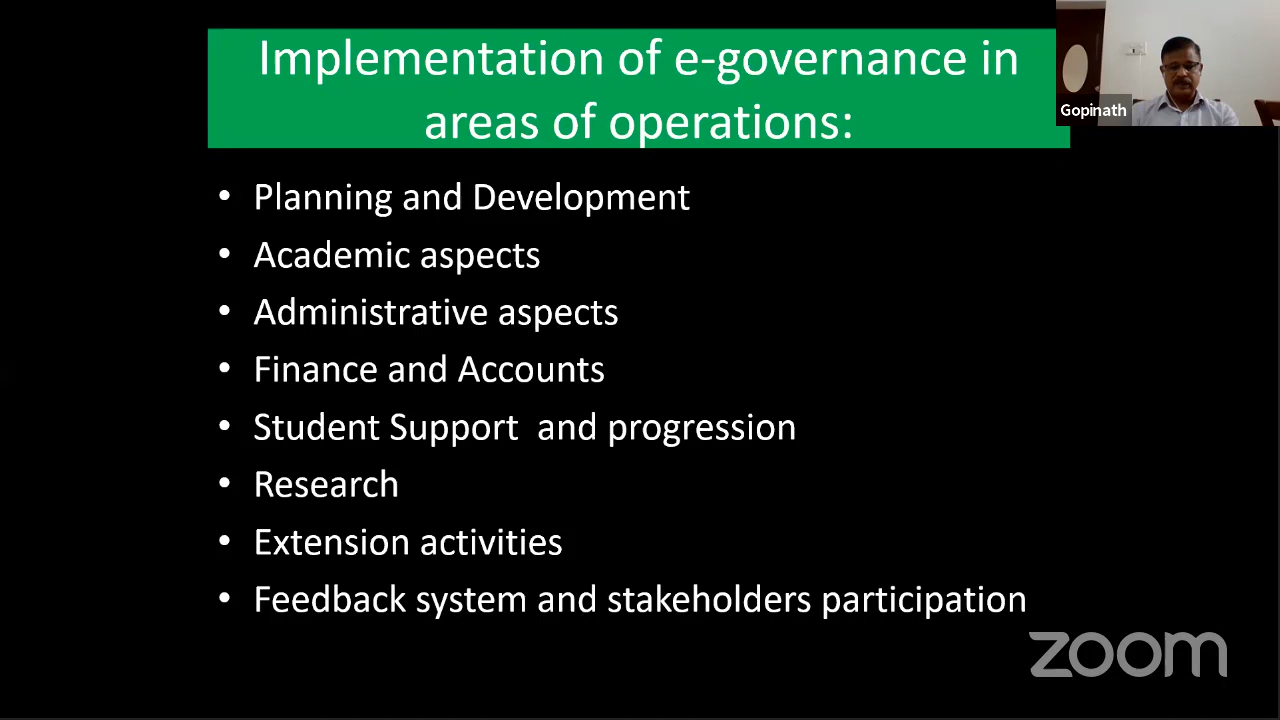 Implementation of e-governance in
areas of operations:
Gopinath
• Planning and Development
• Academic aspects
• Administrative aspects
• Finance and Accounts
• Student Support  and progression
• Research
• Extension activities
• Feedback system and stakeholders participation
zoom